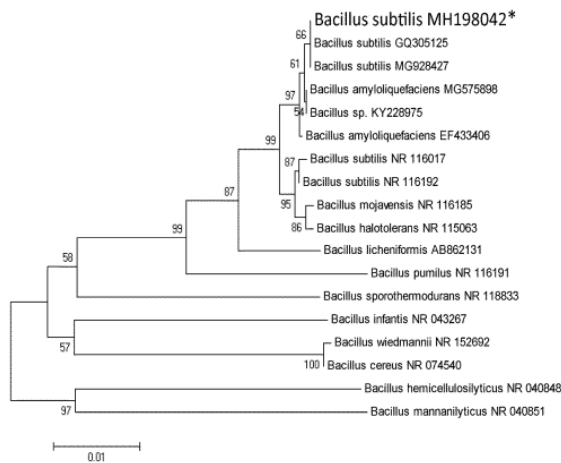 Bacillus subtilis MH198042*
66
Bacillus subtilis GQ305125
61
Bacillus subtilis MG928427
97
Bacillus amyloliquefaciens MG575898
54
Bacillus sp. KY228975
Bacillus amyloliquefaciens EF433406
99
87
Bacillus subtilis NR 116017
Bacillus subtilis NR 116192
87
95
Bacillus mojavensis NR 116185
86
Bacillus halotolerans NR 115063
99
Bacillus licheniformis AB862131
58
Bacillus pumilus NR 116191
Bacillus sporothermodurans NR 118833
Bacillus infantis NR 043267
57
Bacillus wiedmannii NR 152692
100
Bacillus cereus NR 074540
Bacillus hemicellulosilyticus NR 040848
97
Bacillus mannanilyticus NR 040851
0.01